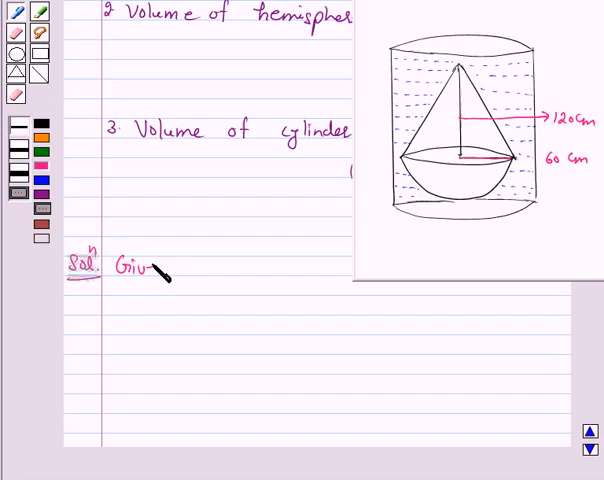 2 Volume of hemispher
3. Volume of cylinder
(
120 cm
60 cm
Solⁿ. Giv